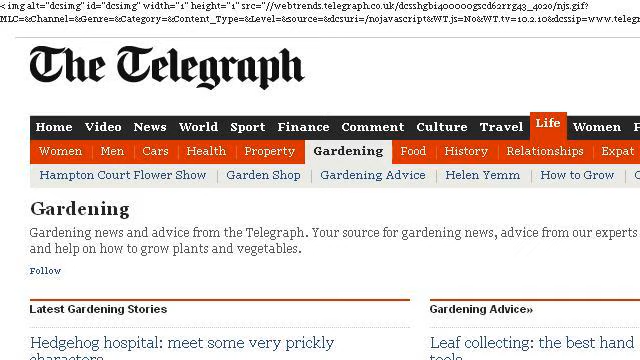 < img alt="dcsimg" id="dcsimg" width="1" height="1" src="//webtrends.telegraph.co.uk/dcsshgbi400000gscd62rrg43_4o2o/njs.gif?
MLC=&Channel=&Genre=&Category=&Content_Type=&Level=&source=&dcsuri=/nojavascript&WT.js=No&WT.tv=10.2.10&dcssip=www.telegr
The Telegraph
Home Video News World Sport Finance Comment Culture Travel Life Women F
Women Men Cars Health Property Gardening Food History Relationships Expat
Hampton Court Flower Show Garden Shop Gardening Advice Helen Yemm How to Grow C
Gardening
Gardening news and advice from the Telegraph. Your source for gardening news, advice from our experts
and help on how to grow plants and vegetables.
Follow
Latest Gardening Stories Gardening Advice»
Hedgehog hospital: meet some very prickly Leaf collecting: the best hand
characters tools